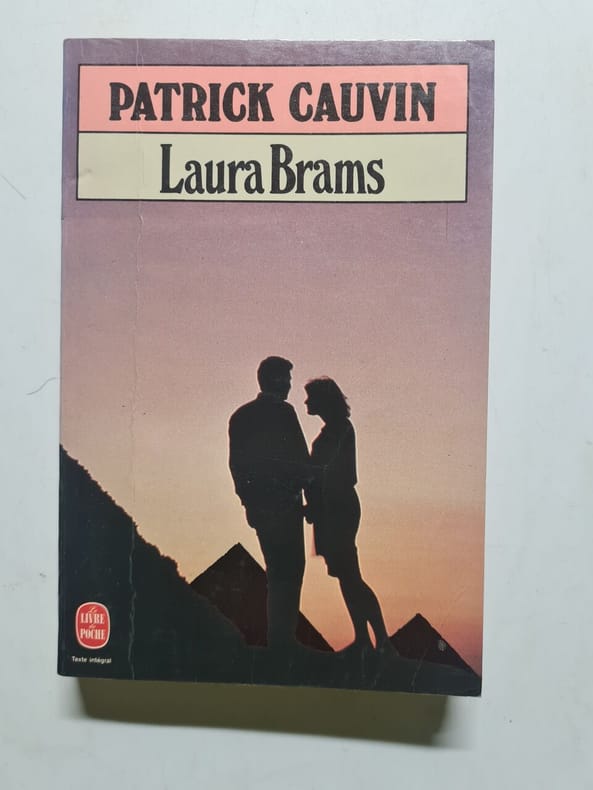 PATRICK CAUVIN
Laura Brams
Le
LIVRE
de
POCHE
Texte intégral